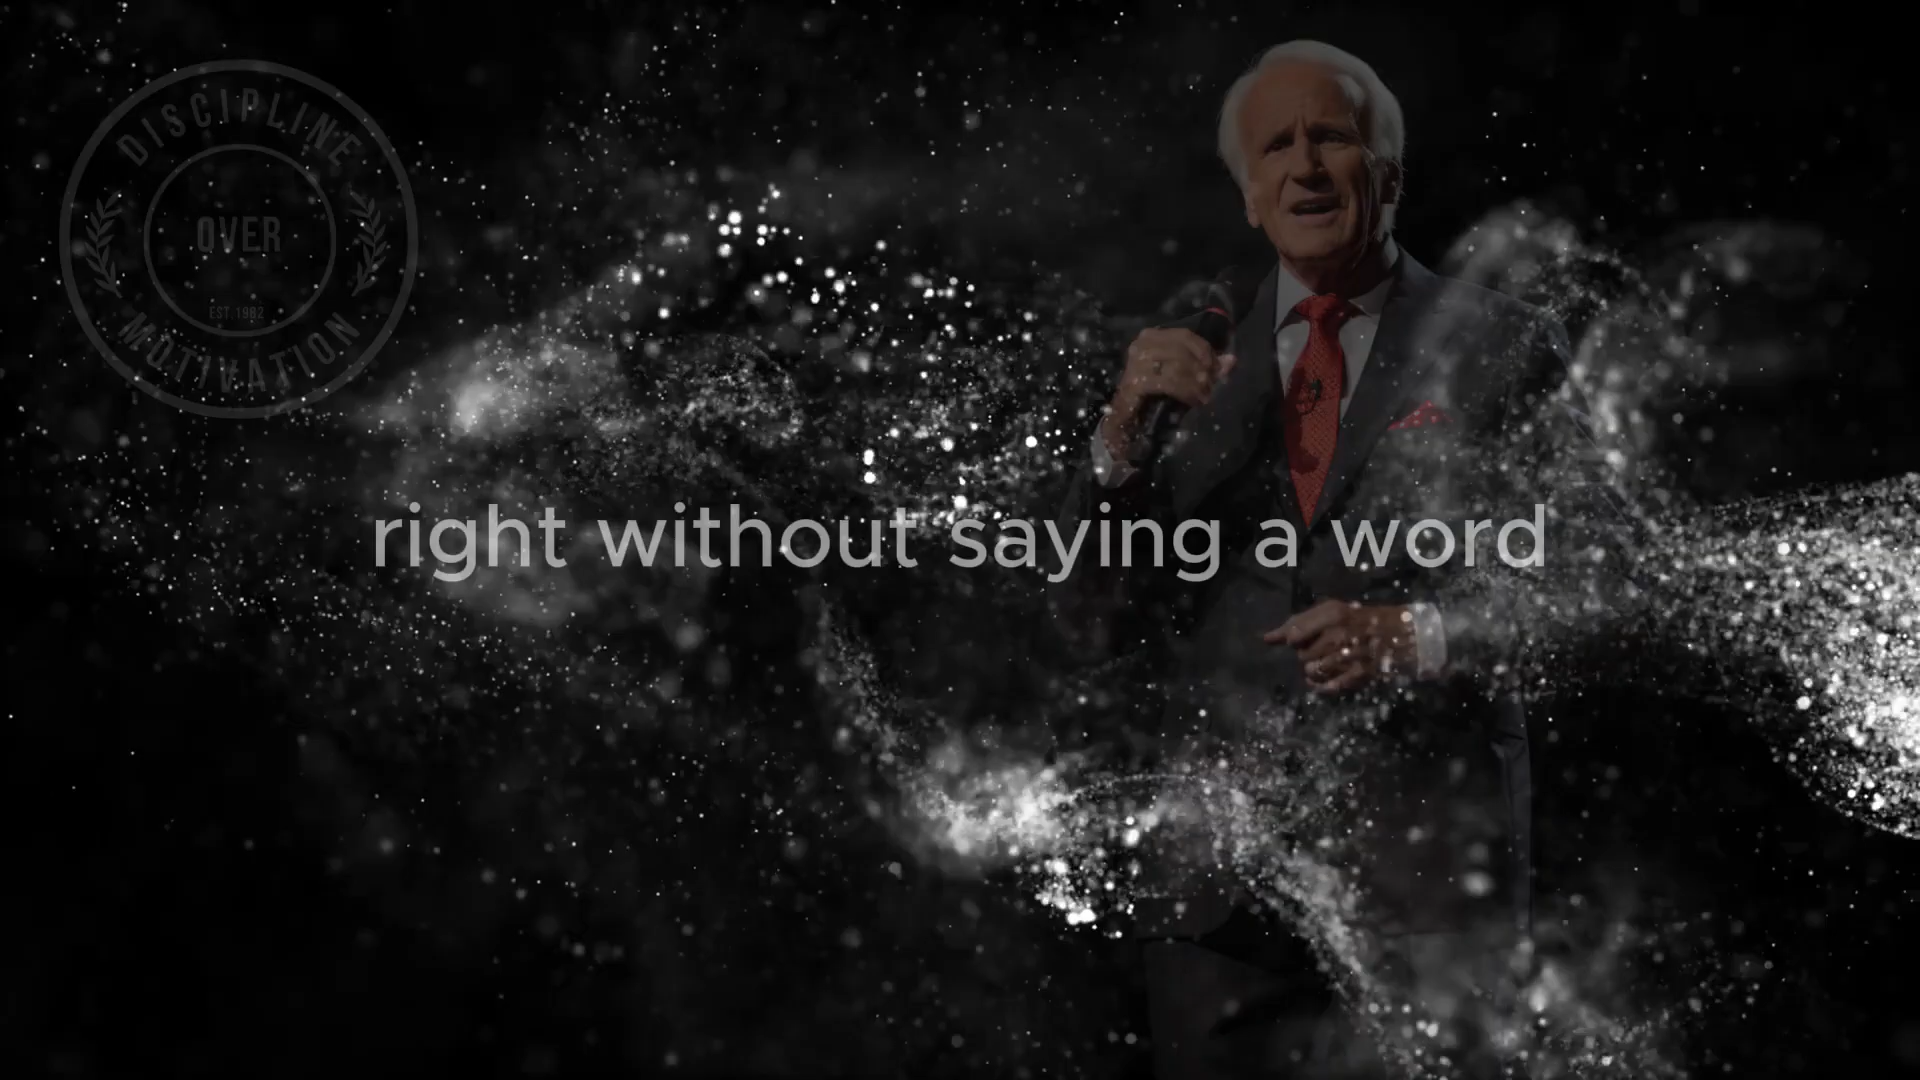 DISCIPLINE
OVER
EST. 1982
MOTIVATION
right without saying a word